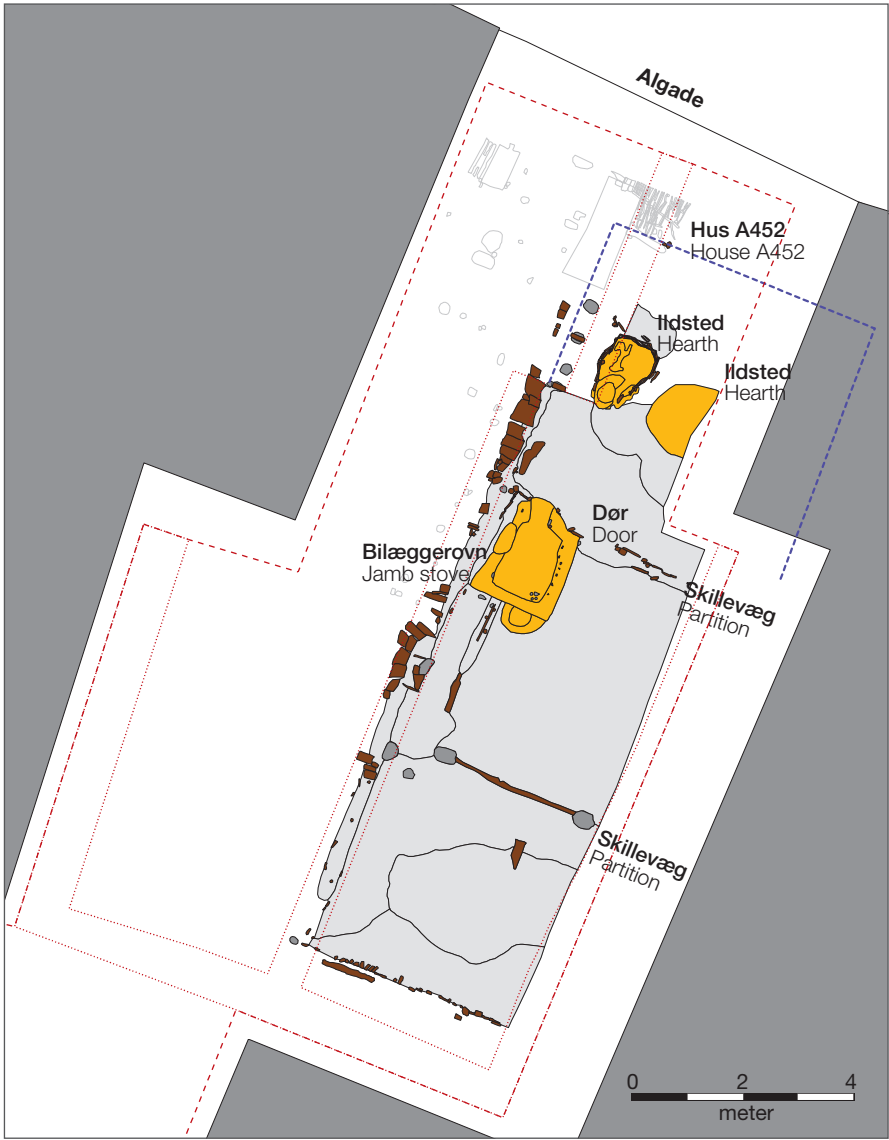 Algade
Hus A452
House A452
Ildsted
Hearth
Ildsted
Hearth
Dør
Door
Bilæggerovn
Jamb stove
Skillevæg
Partition
Skillevæg
Partition
0 2 4
meter